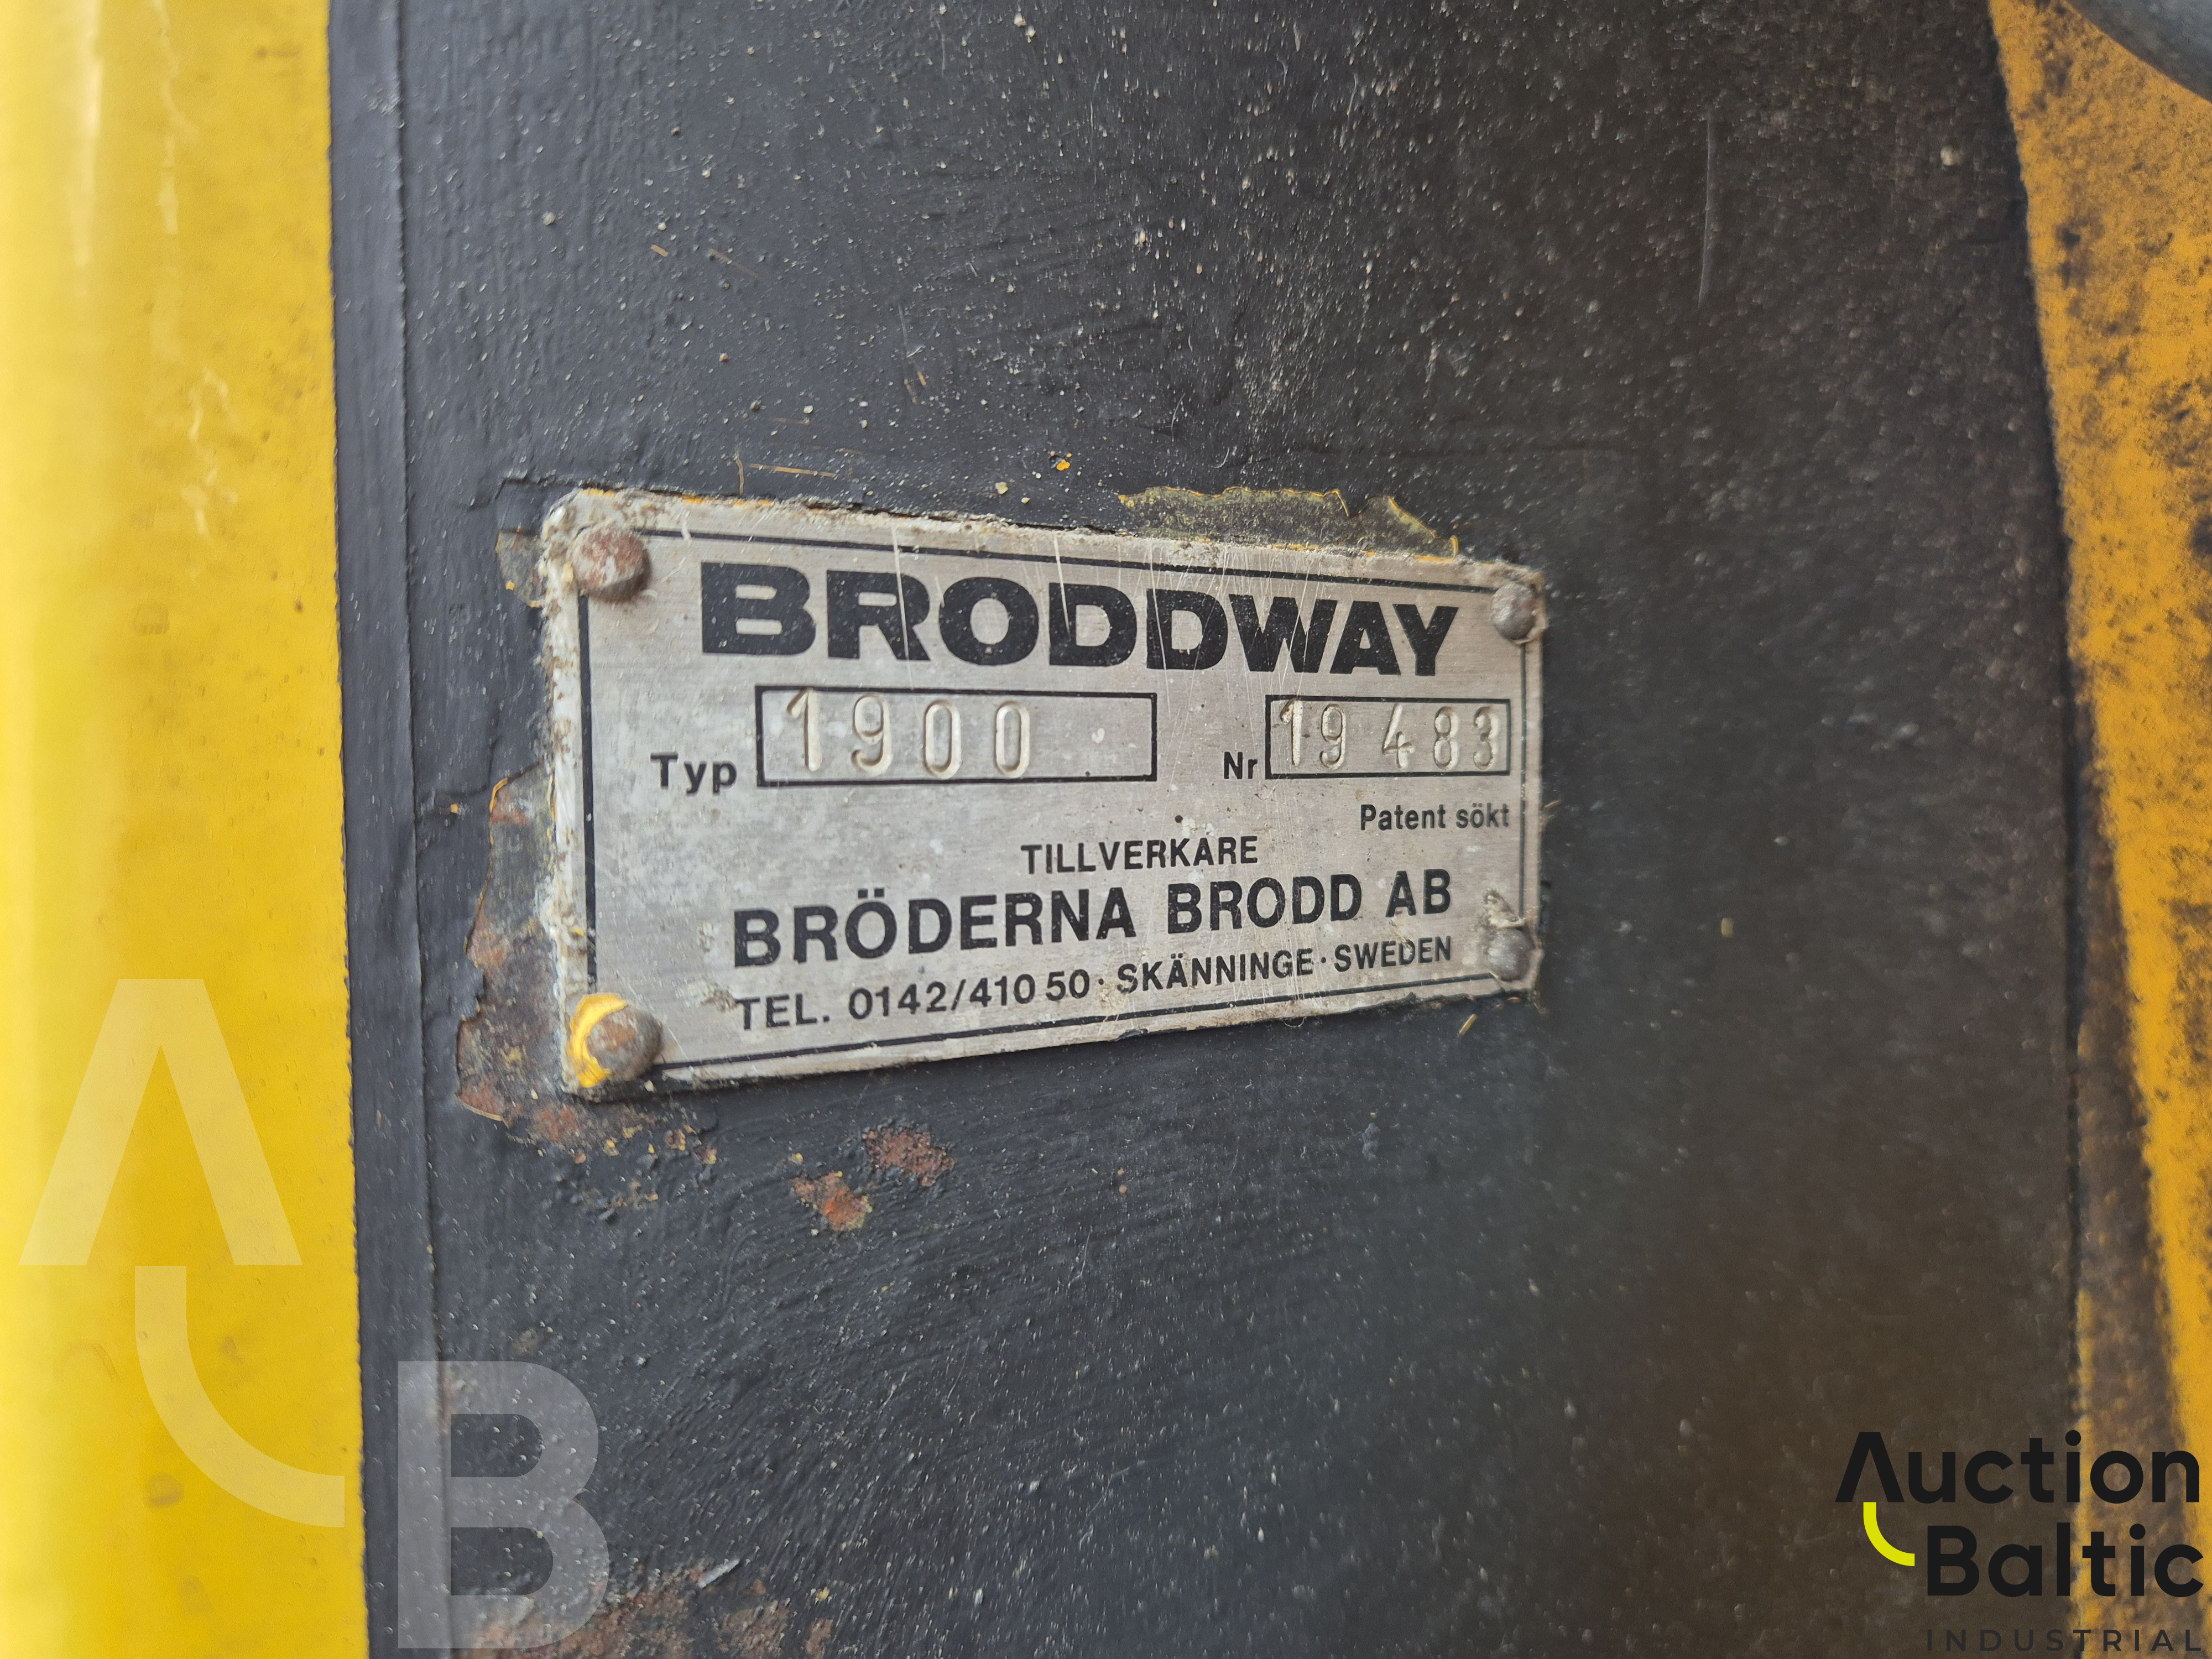 BRODDWAY
Typ 1900 Nr 19483
Patent sökt
TILLVERKARE
BRÖDERNA BRODD AB
TEL. 0142/410 50 · SKÄNNINGE · SWEDEN
AB
Auction
Baltic
INDUSTRIAL